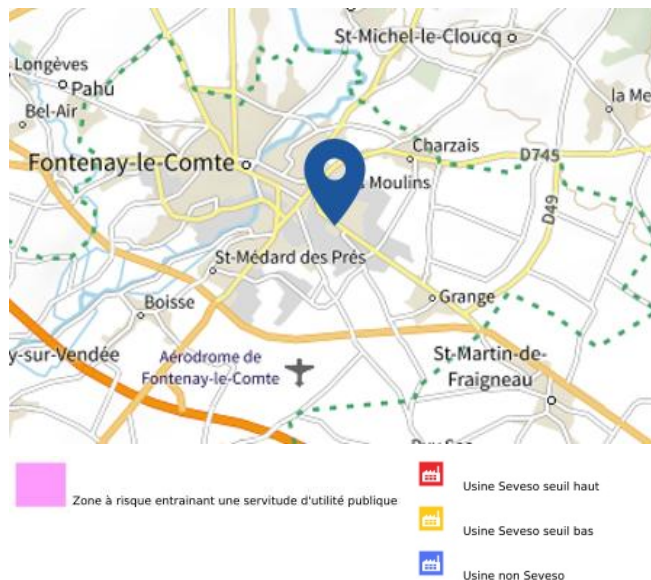 St-Michel-le-Cloucq
Longèves
Pahu
la Me
Bel-Air
Charzais
Fontenay-le-Comte
D745
Moulins
D49
St-Médard des Prés
Grange
Boisse
y-sur-Vendée
Aérodrome de
Fontenay-le-Comte
St-Martin-de-
Fraigneau
Zone à risque entrainant une servitude d'utilité publique
Usine Seveso seuil haut
Usine Seveso seuil bas
Usine non Seveso